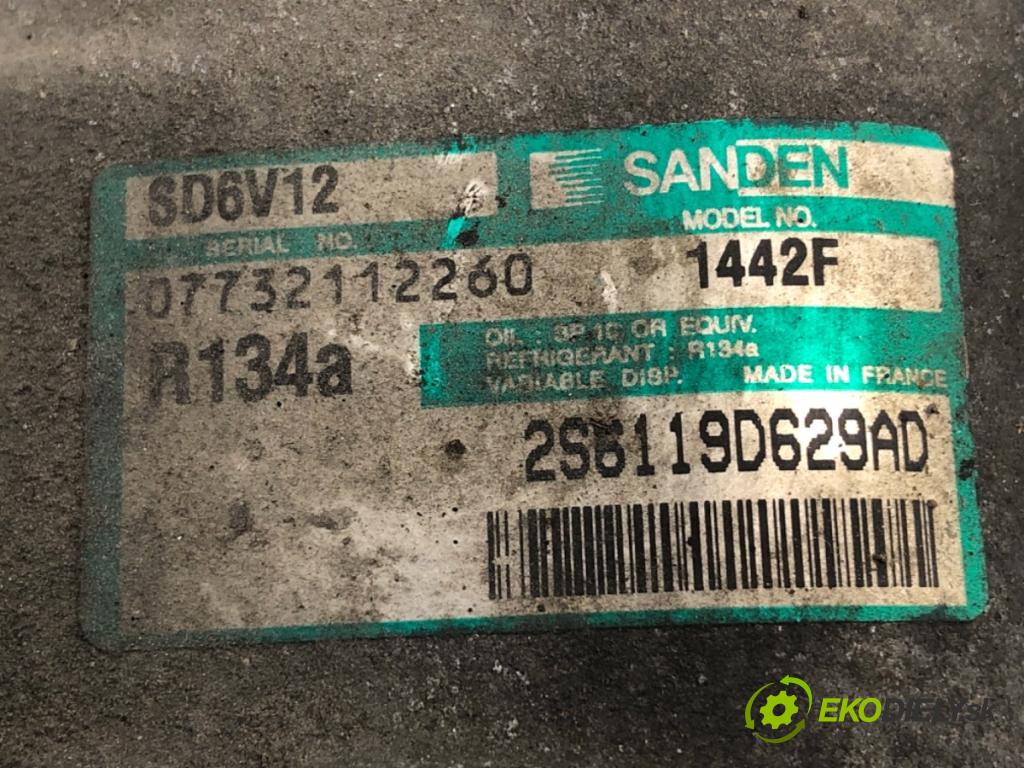 SD6V12
SANDEN
SERIAL NO.
MODEL NO.
07732112260
1442F
R134a
OIL : SP-10 OR EQUIV.
REFRIGERANT : R134a
VARIABLE DISP. MADE IN FRANCE
2S6119D629AD
EKODIELY.sk